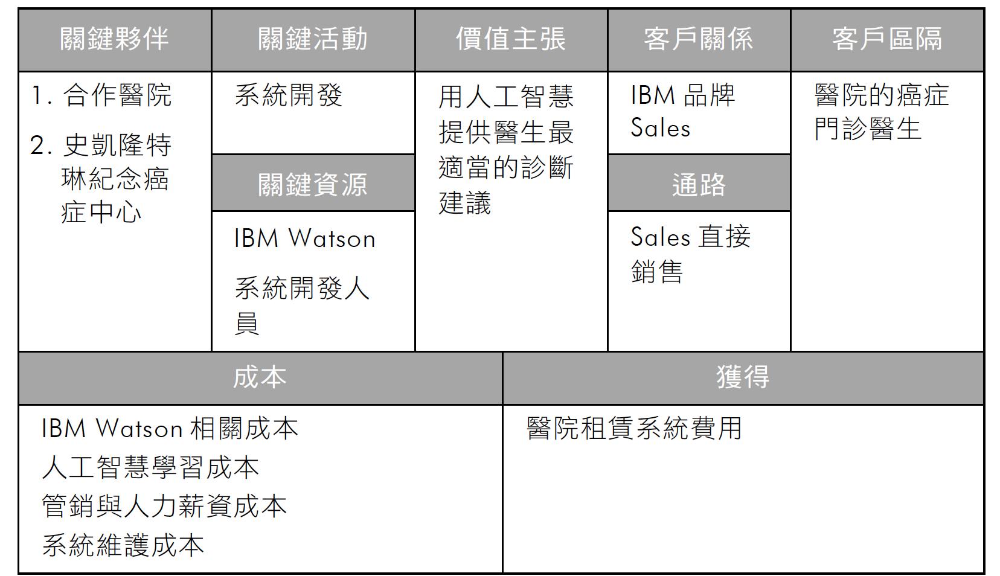 關鍵夥伴
關鍵活動
價值主張
客戶關係
客戶區隔
1. 合作醫院
2. 史凱隆特
琳紀念癌
症中心
系統開發
關鍵資源
IBM Watson
系統開發人
員
用人工智慧
提供醫生最
適當的診斷
建議
IBM 品牌
Sales
通路
Sales 直接
銷售
醫院的癌症
門診醫生
成本
獲得
IBM Watson 相關成本
人工智慧學習成本
管銷與人力薪資成本
系統維護成本
醫院租賃系統費用